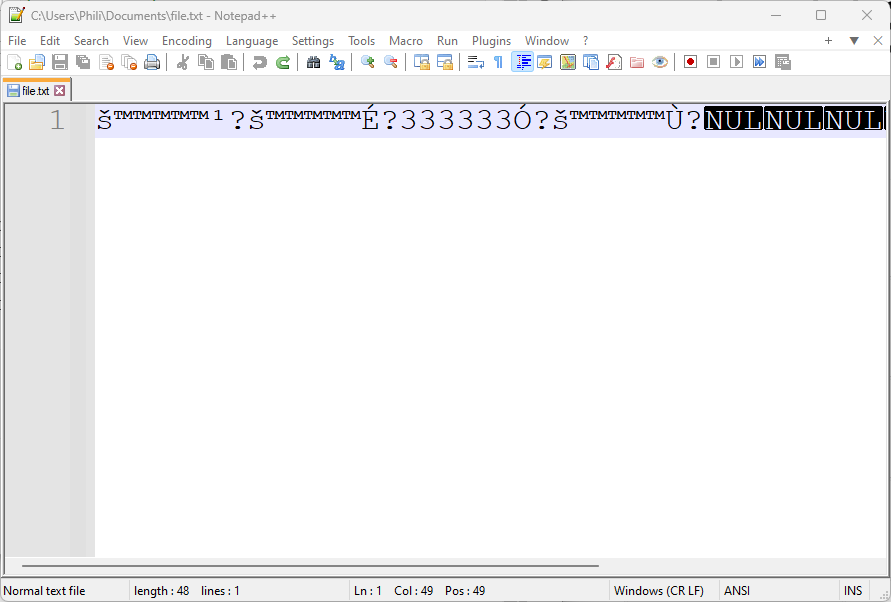 C:\Users\Phili\Documents\file.txt - Notepad++
File Edit Search View Encoding Language Settings Tools Macro Run Plugins Window ? + ▼ ✕
file.txt
1 š™™™™™¹?š™™™™™É?333333Ó?š™™™™™Ù?NULNULNUL
Normal text file length : 48 lines : 1 Ln : 1 Col : 49 Pos : 49 Windows (CR LF) ANSI INS